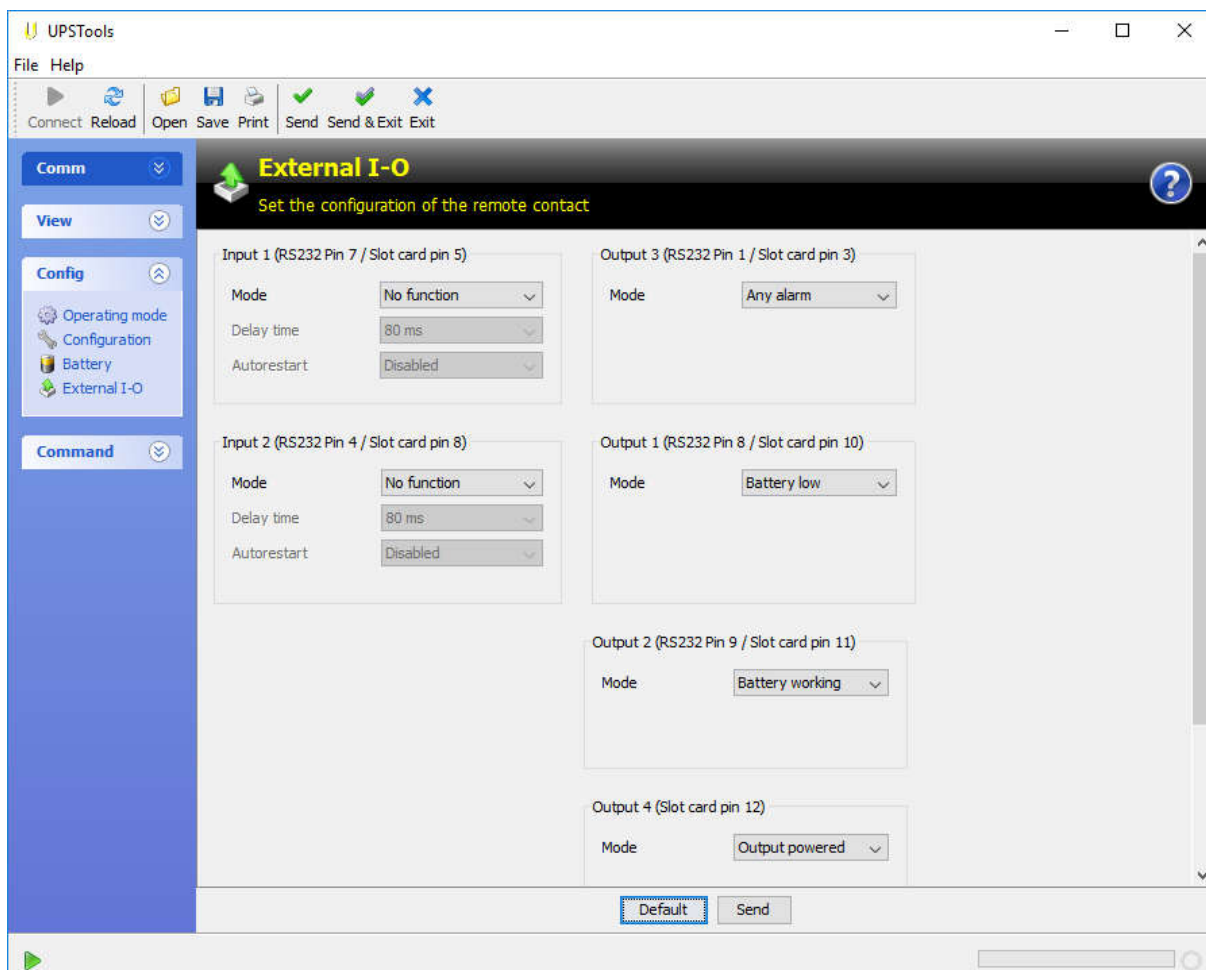 UPSTools
File Help
Connect Reload Open Save Print Send Send & Exit Exit
Comm
View
Config
Operating mode
Configuration
Battery
External I-O
Command
External I-O
Set the configuration of the remote contact
?
Input 1 (RS232 Pin 7 / Slot card pin 5)
Mode No function
Delay time 80 ms
Autorestart Disabled
Output 3 (RS232 Pin 1 / Slot card pin 3)
Mode Any alarm
Input 2 (RS232 Pin 4 / Slot card pin 8)
Mode No function
Delay time 80 ms
Autorestart Disabled
Output 1 (RS232 Pin 8 / Slot card pin 10)
Mode Battery low
Output 2 (RS232 Pin 9 / Slot card pin 11)
Mode Battery working
Output 4 (Slot card pin 12)
Mode Output powered
Default Send